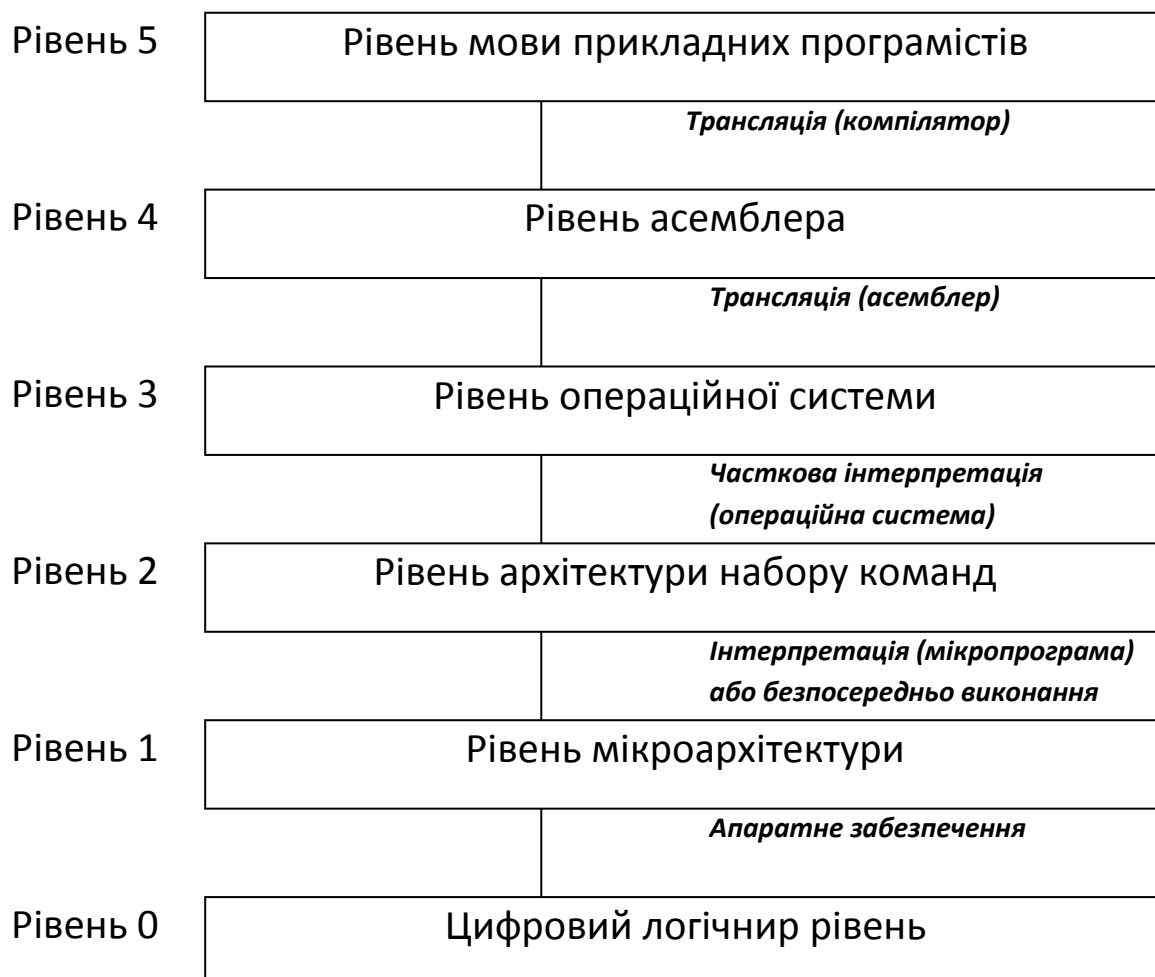 Рівень 5
Рівень мови прикладних програмістів
Трансляція (компілятор)
Рівень 4
Рівень асемблера
Трансляція (асемблер)
Рівень 3
Рівень операційної системи
Часткова інтерпретація
(операційна система)
Рівень 2
Рівень архітектури набору команд
Інтерпретація (мікропрограма)
або безпосередньо виконання
Рівень 1
Рівень мікроархітектури
Апаратне забезпечення
Рівень 0
Цифровий логічнир рівень